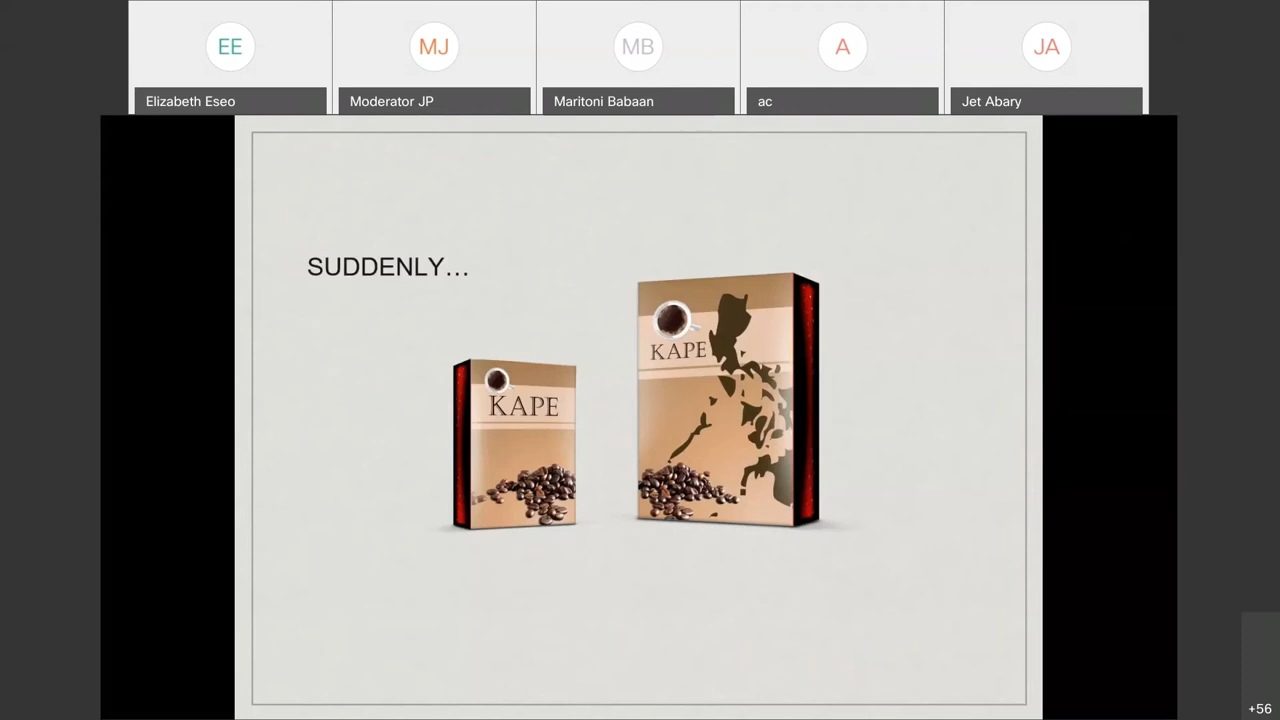 EE
MJ
MB
A
JA
Elizabeth Eseo
Moderator JP
Maritoni Babaan
ac
Jet Abary
SUDDENLY...
KAPE
KAPE
+56